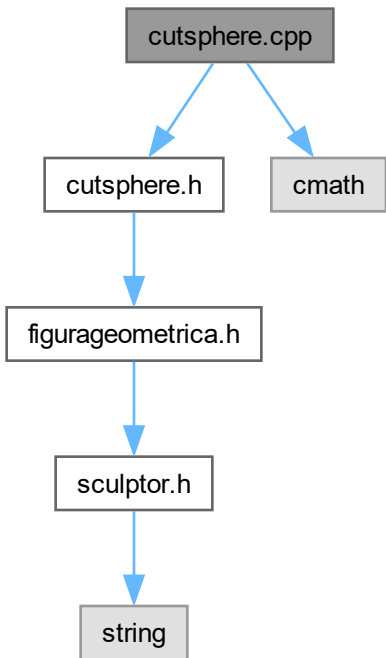 cutsphere.cpp
cutsphere.h
cmath
figurageometrica.h
sculptor.h
string